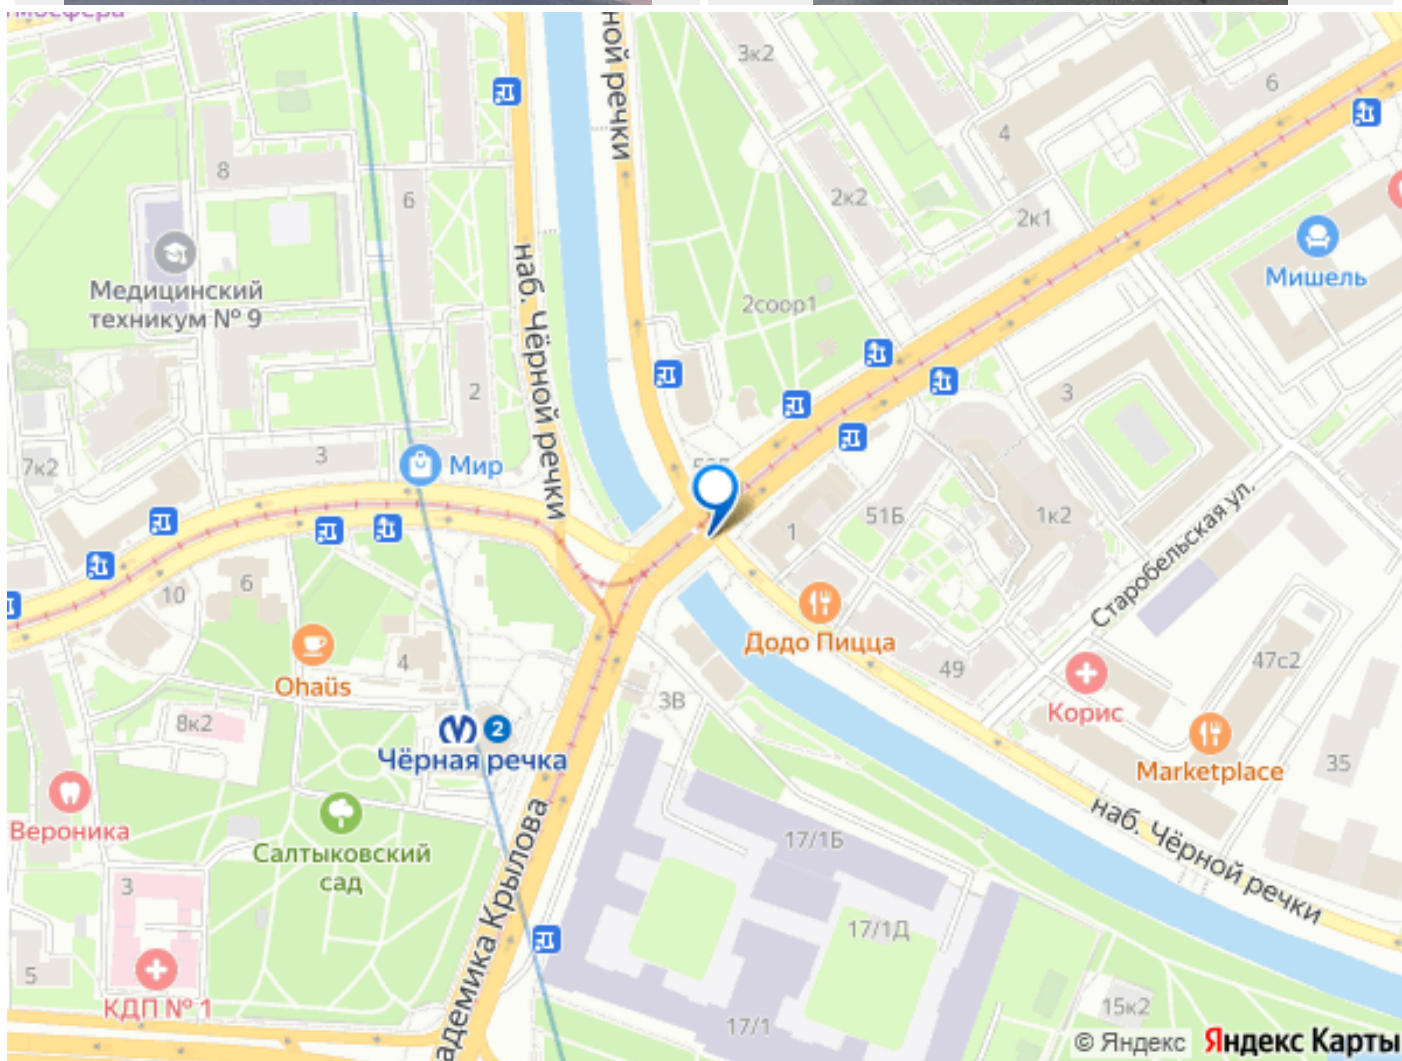 3к2
ной речки
6
4
8
6
2к2
2к1
Медицинский
техникум № 9
наб. Чёрной речки
Мишель
2соор1
2
3
3
7к2
Мир
1
51Б
1к2
Старобельская ул.
10
6
4
Ohaüs
Додо Пицца
49
47с2
8к2
3В
Корис
2
Чёрная речка
Marketplace
35
Вероника
Салтыковский
сад
адемика Крылова
17/1Б
наб. Чёрной речки
3
17/1Д
5
КДП № 1
15к2
17/1
© Яндекс Яндекс Карты